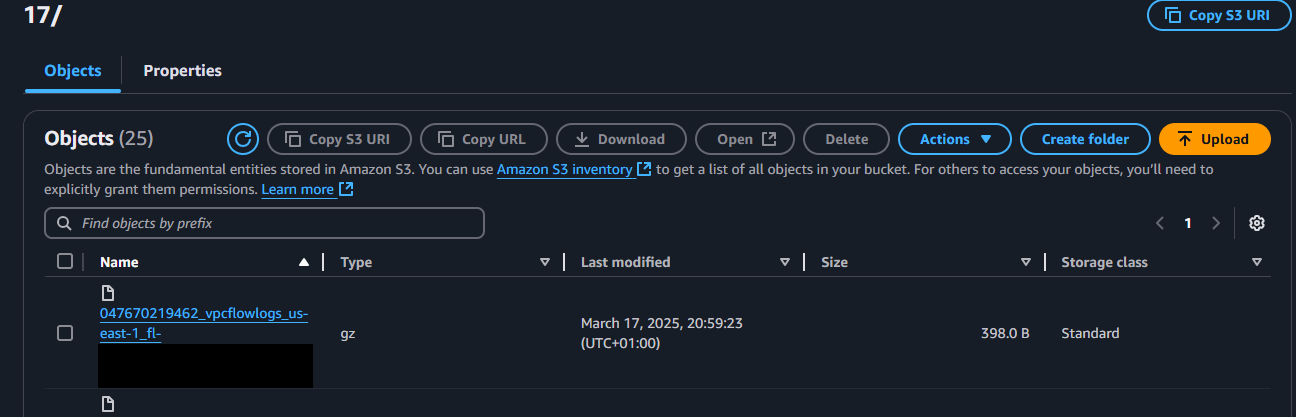 17/
Copy S3 URI
Objects
Properties
Objects (25)
Copy S3 URI
Copy URL
Download
Open
Delete
Actions
Create folder
Upload
Objects are the fundamental entities stored in Amazon S3. You can use Amazon S3 inventory to get a list of all objects in your bucket. For others to access your objects, you'll need to
explicitly grant them permissions. Learn more
Find objects by prefix
1
Name
Type
Last modified
Size
Storage class
047670219462_vpcflowlogs_us-
east-1_fl-
gz
March 17, 2025, 20:59:23
(UTC+01:00)
398.0 B
Standard